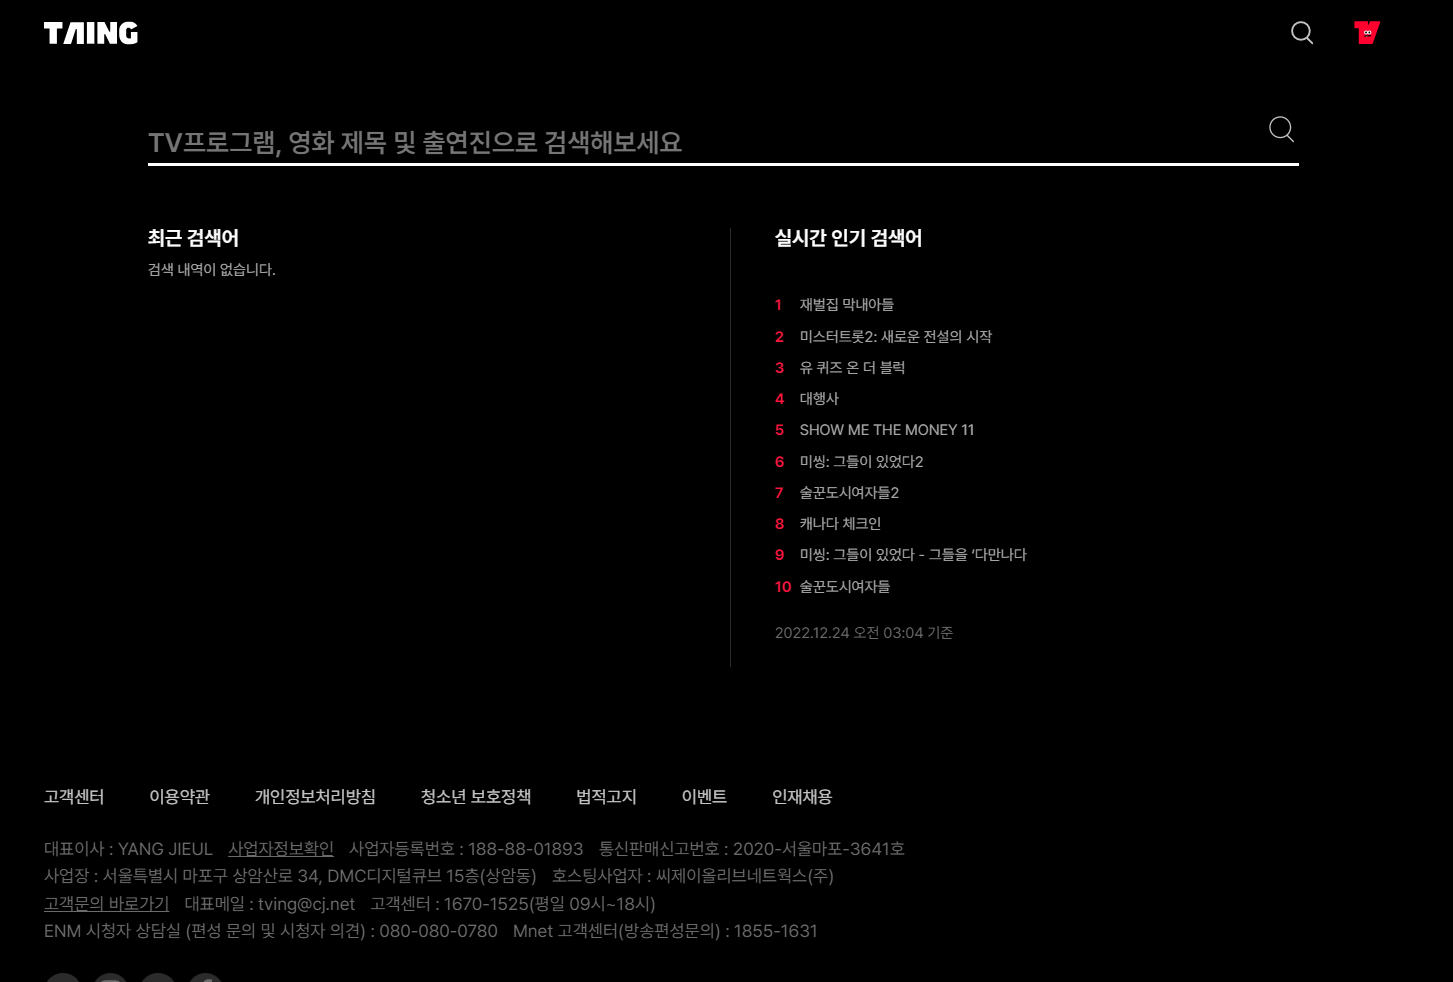 TAING
TV프로그램, 영화 제목 및 출연진으로 검색해보세요
최근 검색어
검색 내역이 없습니다.
실시간 인기 검색어
1 재벌집 막내아들
2 미스터트롯2: 새로운 전설의 시작
3 유 퀴즈 온 더 블럭
4 대행사
5 SHOW ME THE MONEY 11
6 미씽: 그들이 있었다2
7 술꾼도시여자들2
8 캐나다 체크인
9 미씽: 그들이 있었다 - 그들을 ‘다만나다
10 술꾼도시여자들
2022.12.24 오전 03:04 기준
고객센터 이용약관 개인정보처리방침 청소년 보호정책 법적고지 이벤트 인재채용
대표이사 : YANG JIEUL 사업자정보확인 사업자등록번호 : 188-88-01893 통신판매신고번호 : 2020-서울마포-3641호
사업장 : 서울특별시 마포구 상암산로 34, DMC디지털큐브 15층(상암동) 호스팅사업자 : 씨제이올리브네트웍스(주)
고객문의 바로가기 대표메일 : tving@cj.net 고객센터 : 1670-1525(평일 09시~18시)
ENM 시청자 상담실 (편성 문의 및 시청자 의견) : 080-080-0780 Mnet 고객센터(방송편성문의) : 1855-1631